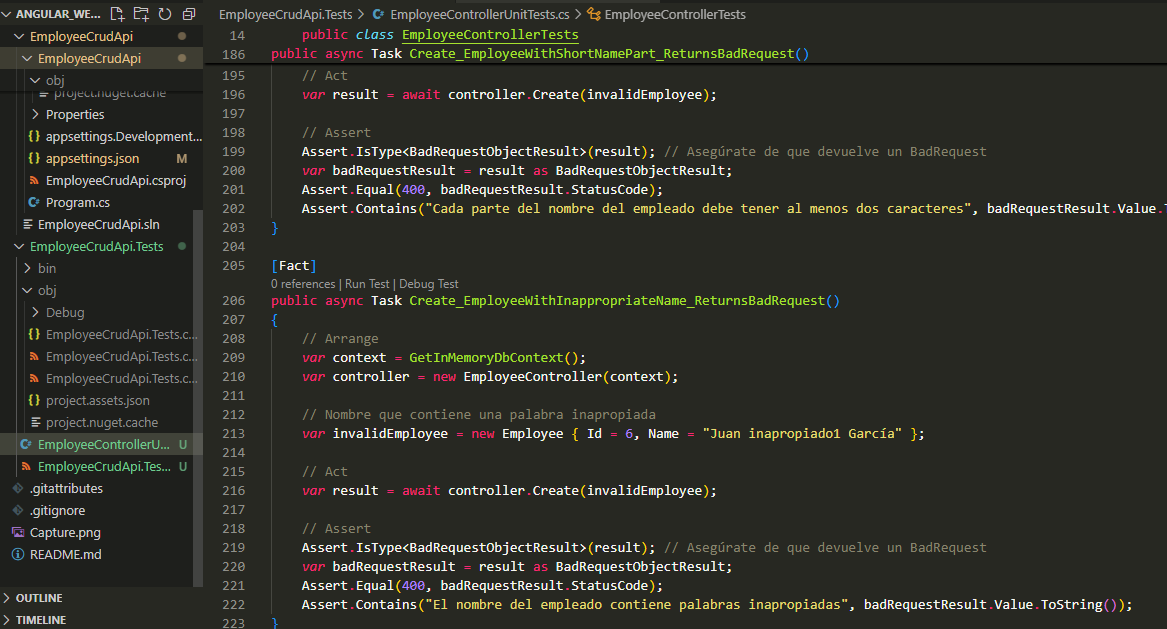 ANGULAR_WE...
EmployeeCrudApi
EmployeeCrudApi
obj
project.nuget.cache
Properties
appsettings.Development...
appsettings.json M
EmployeeCrudApi.csproj
Program.cs
EmployeeCrudApi.sln
EmployeeCrudApi.Tests
bin
obj
Debug
EmployeeCrudApi.Tests.c...
EmployeeCrudApi.Tests.c...
EmployeeCrudApi.Tests.c...
project.assets.json
project.nuget.cache
EmployeeControllerU... U
EmployeeCrudApi.Tes... U
.gitattributes
.gitignore
Capture.png
README.md
OUTLINE
TIMELINE
EmployeeCrudApi.Tests > EmployeeControllerUnitTests.cs > EmployeeControllerTests
14 public class EmployeeControllerTests
186 public async Task Create_EmployeeWithShortNamePart_ReturnsBadRequest()
195 // Act
196 var result = await controller.Create(invalidEmployee);
197
198 // Assert
199 Assert.IsType<BadRequestObjectResult>(result); // Asegúrate de que devuelve un BadRequest
200 var badRequestResult = result as BadRequestObjectResult;
201 Assert.Equal(400, badRequestResult.StatusCode);
202 Assert.Contains("Cada parte del nombre del empleado debe tener al menos dos caracteres", badRequestResult.Value.
203 }
204
205 [Fact]
0 references | Run Test | Debug Test
206 public async Task Create_EmployeeWithInappropriateName_ReturnsBadRequest()
207 {
208 // Arrange
209 var context = GetInMemoryDbContext();
210 var controller = new EmployeeController(context);
211
212 // Nombre que contiene una palabra inapropiada
213 var invalidEmployee = new Employee { Id = 6, Name = "Juan inapropiado1 García" };
214
215 // Act
216 var result = await controller.Create(invalidEmployee);
217
218 // Assert
219 Assert.IsType<BadRequestObjectResult>(result); // Asegúrate de que devuelve un BadRequest
220 var badRequestResult = result as BadRequestObjectResult;
221 Assert.Equal(400, badRequestResult.StatusCode);
222 Assert.Contains("El nombre del empleado contiene palabras inapropiadas", badRequestResult.Value.ToString());
223 }